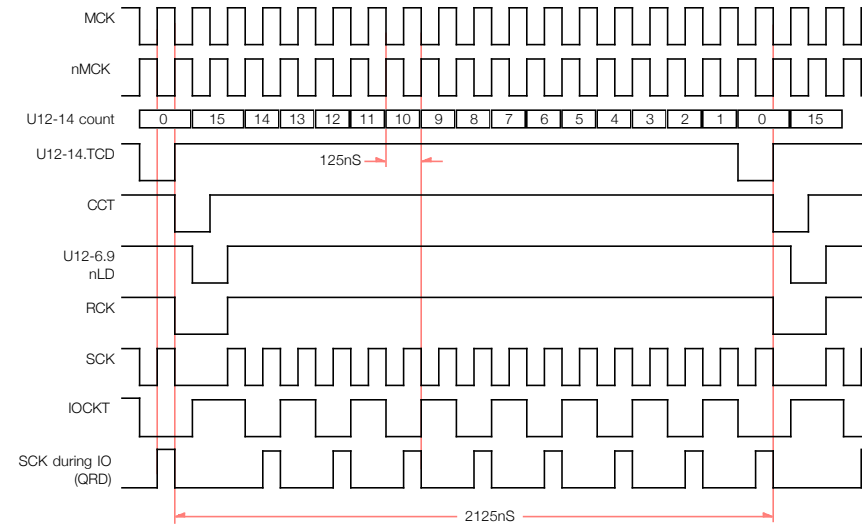 MCK
nMCK
U12-14 count 0 15 14 13 12 11 10 9 8 7 6 5 4 3 2 1 0 15
U12-14.TCD
125nS
CCT
U12-6.9
nLD
RCK
SCK
IOCKT
SCK during IO
(QRD)
2125nS